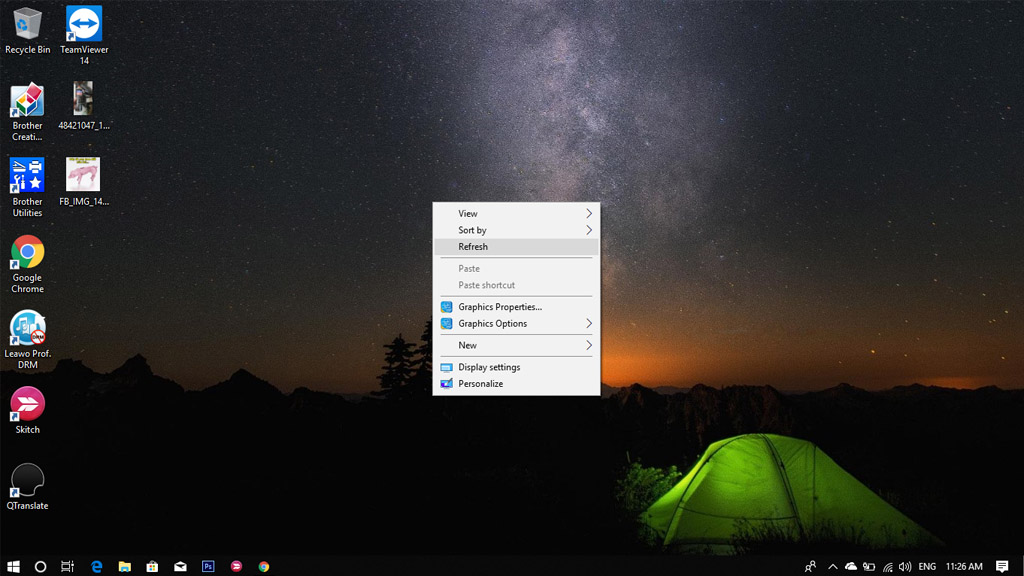 Recycle Bin
TeamViewer
14
Brother
Creati...
48421047_1...
Brother
Utilities
FB_IMG_14...
Google
Chrome
Leawo Prof.
DRM
Skitch
QTranslate
View
Sort by
Refresh
Paste
Paste shortcut
Graphics Properties...
Graphics Options
New
Display settings
Personalize
Ps
ENG
11:26 AM